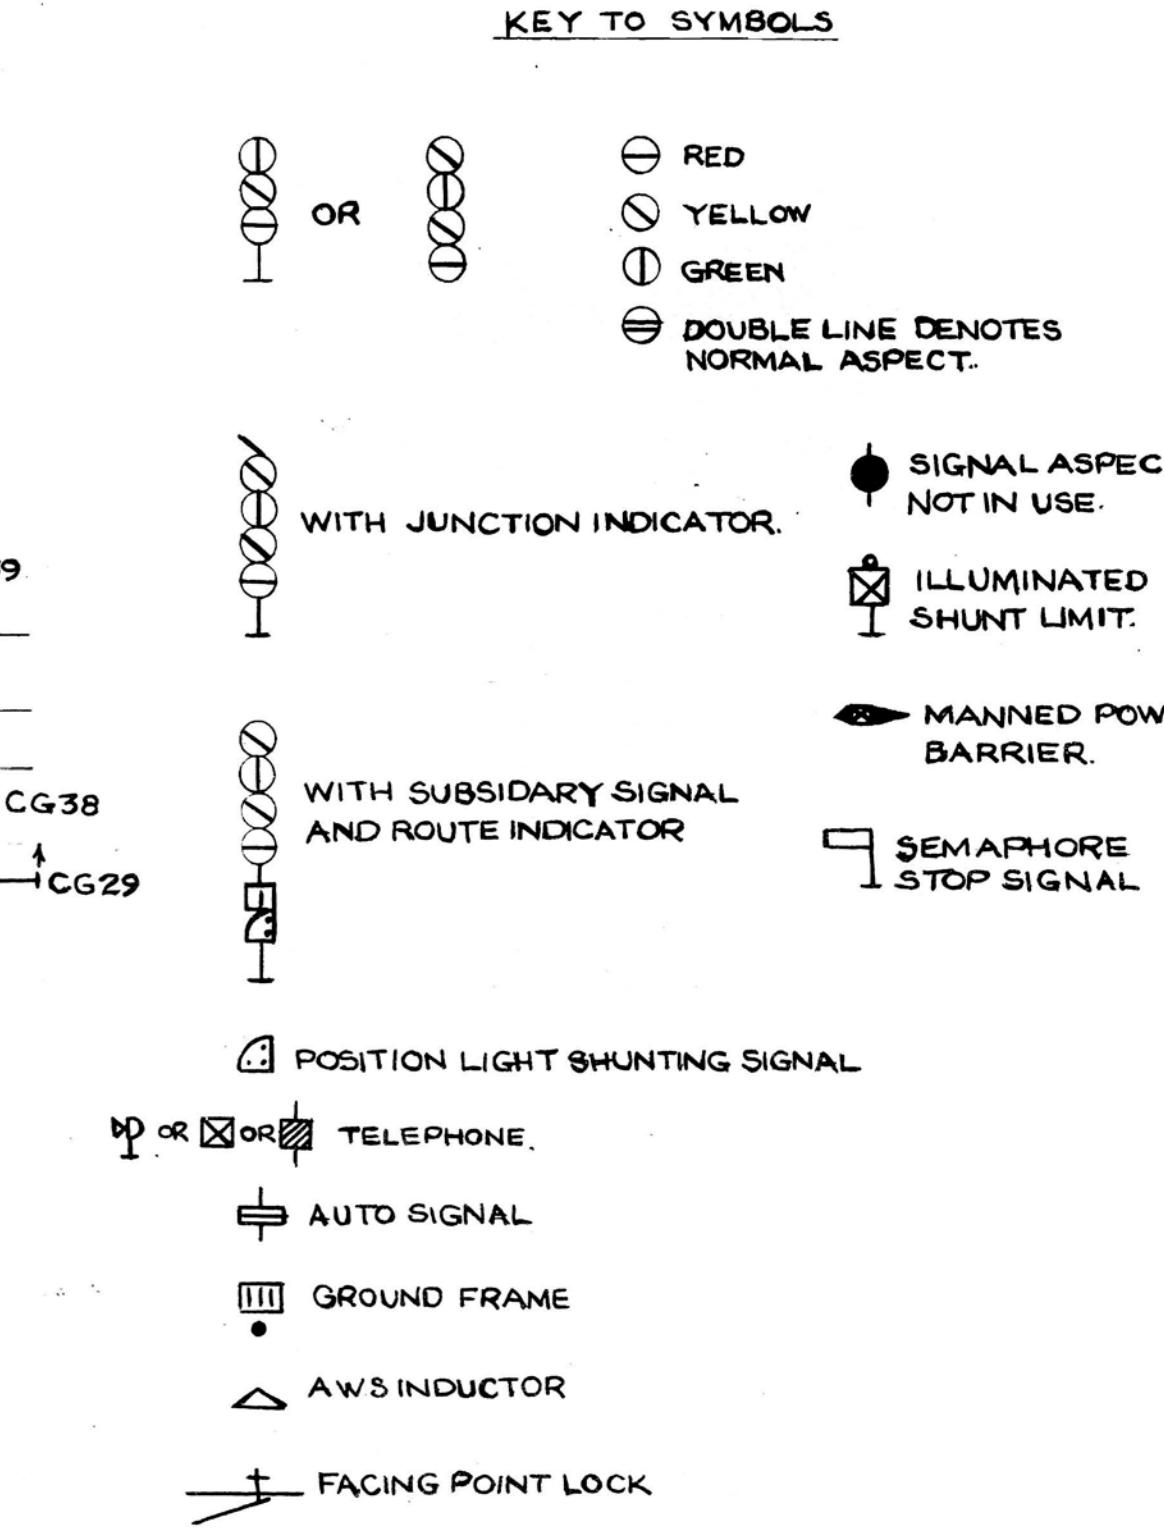 KEY TO SYMBOLS
OR
RED
YELLOW
GREEN
DOUBLE LINE DENOTES
NORMAL ASPECT.
WITH JUNCTION INDICATOR.
SIGNAL ASPEC
NOT IN USE.
9
ILLUMINATED
SHUNT LIMIT.
MANNED POW
BARRIER.
WITH SUBSIDARY SIGNAL
AND ROUTE INDICATOR
CG38
CG29
SEMAPHORE
STOP SIGNAL
POSITION LIGHT SHUNTING SIGNAL
OR OR TELEPHONE.
AUTO SIGNAL
GROUND FRAME
AWS INDUCTOR
FACING POINT LOCK